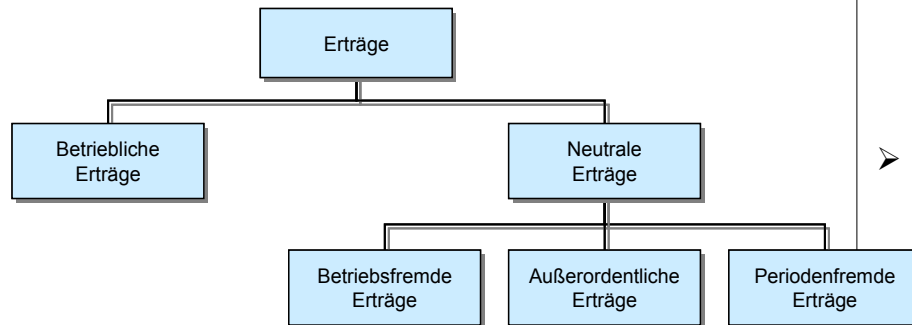 Erträge
Betriebliche
Erträge
Neutrale
Erträge
➢
Betriebsfremde
Erträge
Außerordentliche
Erträge
Periodenfremde
Erträge